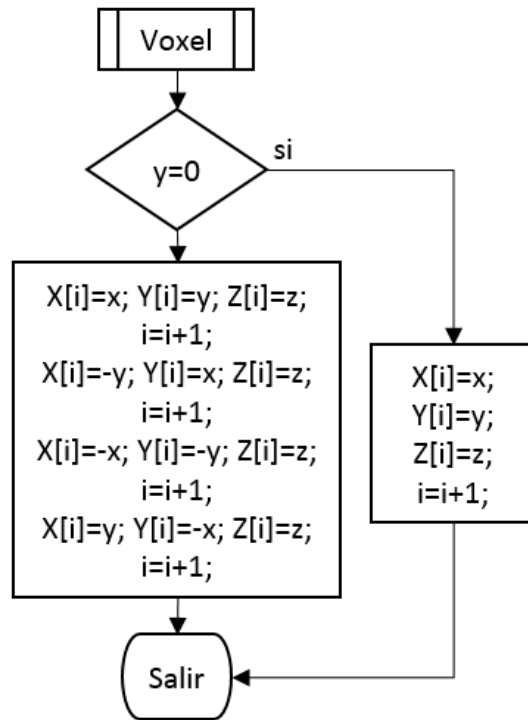 Voxel
y=0
si
X[i]=x; Y[i]=y; Z[i]=z;
i=i+1;
X[i]=-y; Y[i]=x; Z[i]=z;
i=i+1;
X[i]=-x; Y[i]=-y; Z[i]=z;
i=i+1;
X[i]=y; Y[i]=-x; Z[i]=z;
i=i+1;
X[i]=x;
Y[i]=y;
Z[i]=z;
i=i+1;
Salir